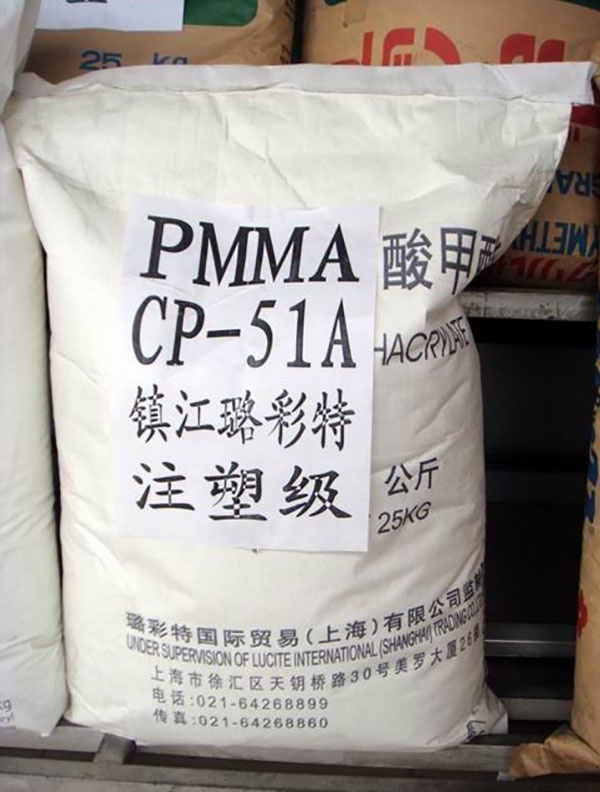 25 kg
PMMA
CP-51A
镇江璐彩特
注塑级
酸甲酯
HACRYLATE
公斤
25KG
璐彩特国际贸易(上海)有限公司监制
UNDER SUPERVISION OF LUCITE INTERNATIONAL (SHANGHAI) TRADING CO.
上海市徐汇区天钥桥路30号美罗大厦26楼
电话:021-64268899
传真:021-64268860